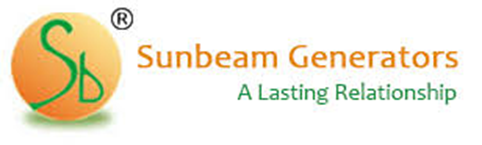 Sb®
Sunbeam Generators
A Lasting Relationship